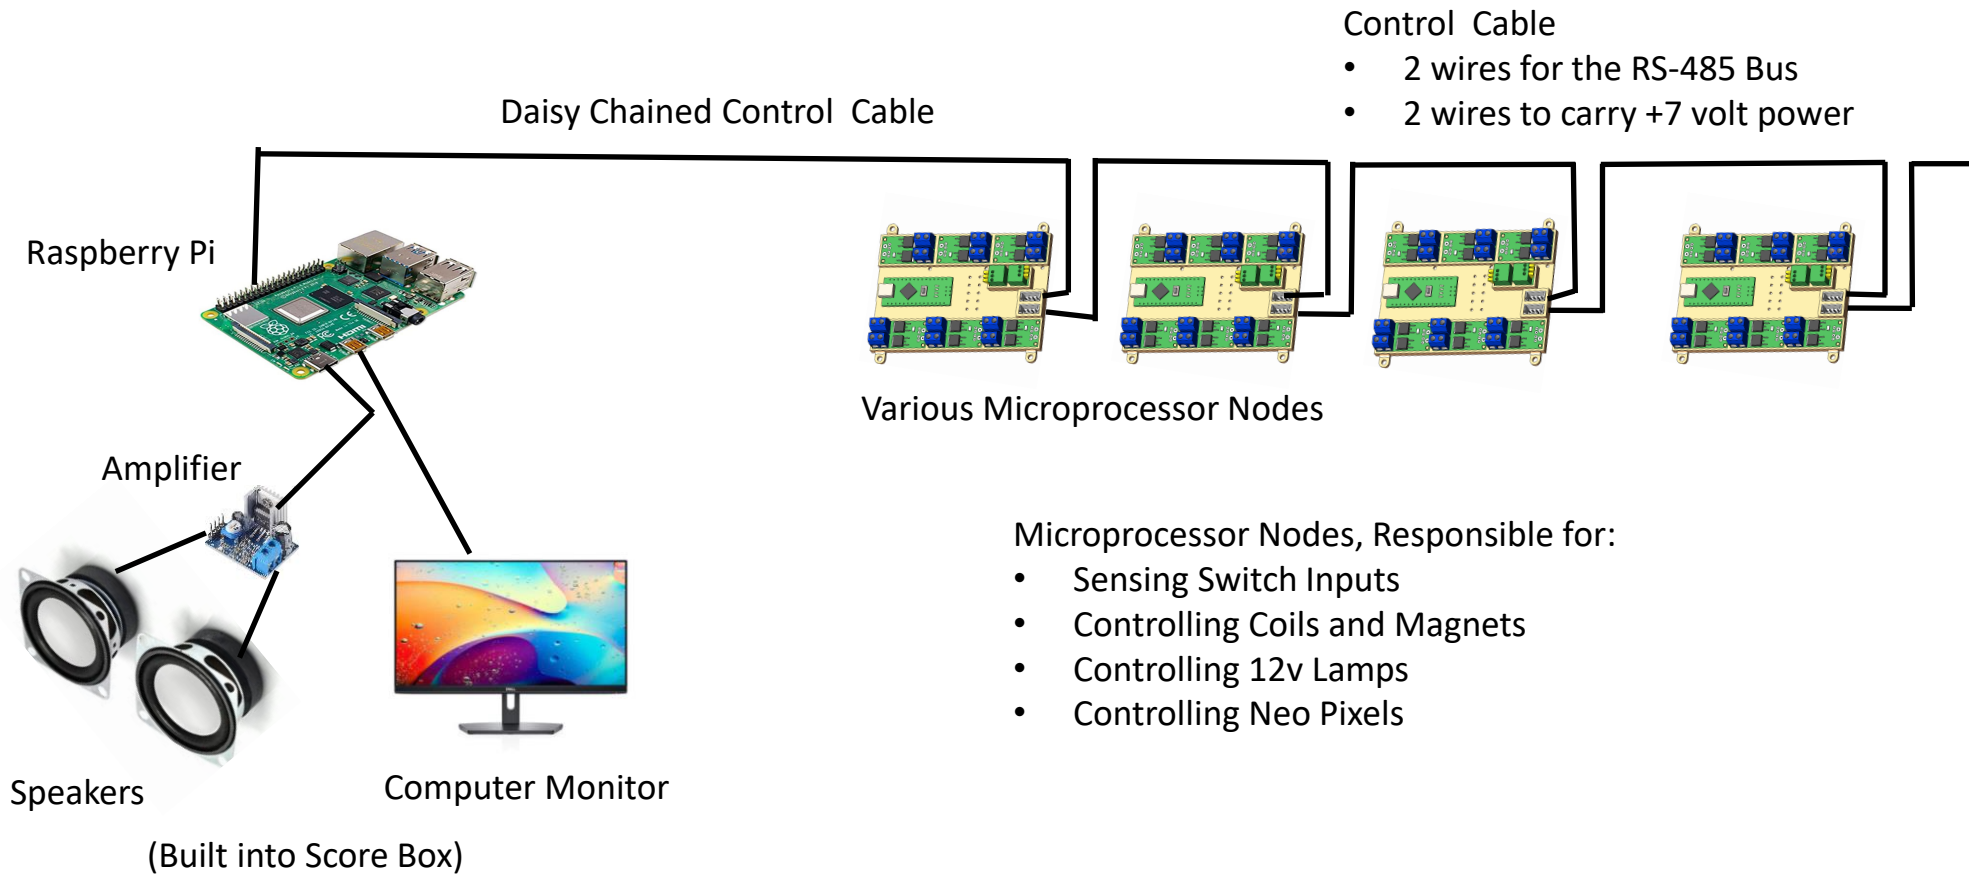 Control  Cable
• 2 wires for the RS-485 Bus
• 2 wires to carry +7 volt power
Daisy Chained Control  Cable
Raspberry Pi
HDMI
Various Microprocessor Nodes
Amplifier
Microprocessor Nodes, Responsible for:
• Sensing Switch Inputs
• Controlling Coils and Magnets
• Controlling 12v Lamps
• Controlling Neo Pixels
Speakers
Computer Monitor
(Built into Score Box)